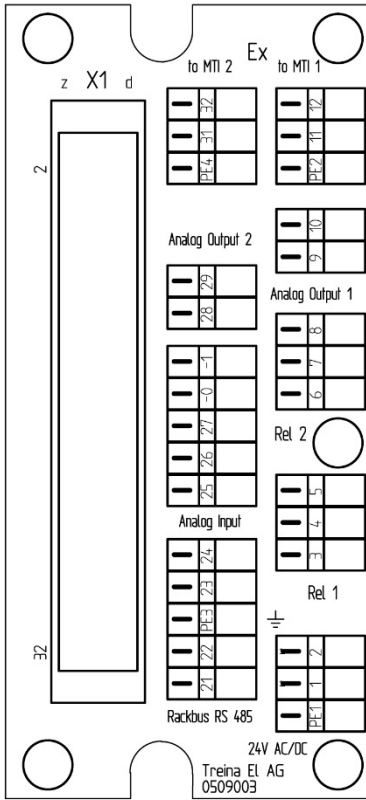 Ex
to MTI 2
to MTI 1
z X1 d
2
32
31
PE4
12
11
PE2
Analog Output 2
10
9
29
28
Analog Output 1
-1
-0
27
26
25
8
7
6
Rel 2
Analog Input
5
4
3
24
23
PE3
22
21
Rel 1
32
2
1
PE1
Rackbus RS 485
24V AC/DC
Treina El AG
0509003